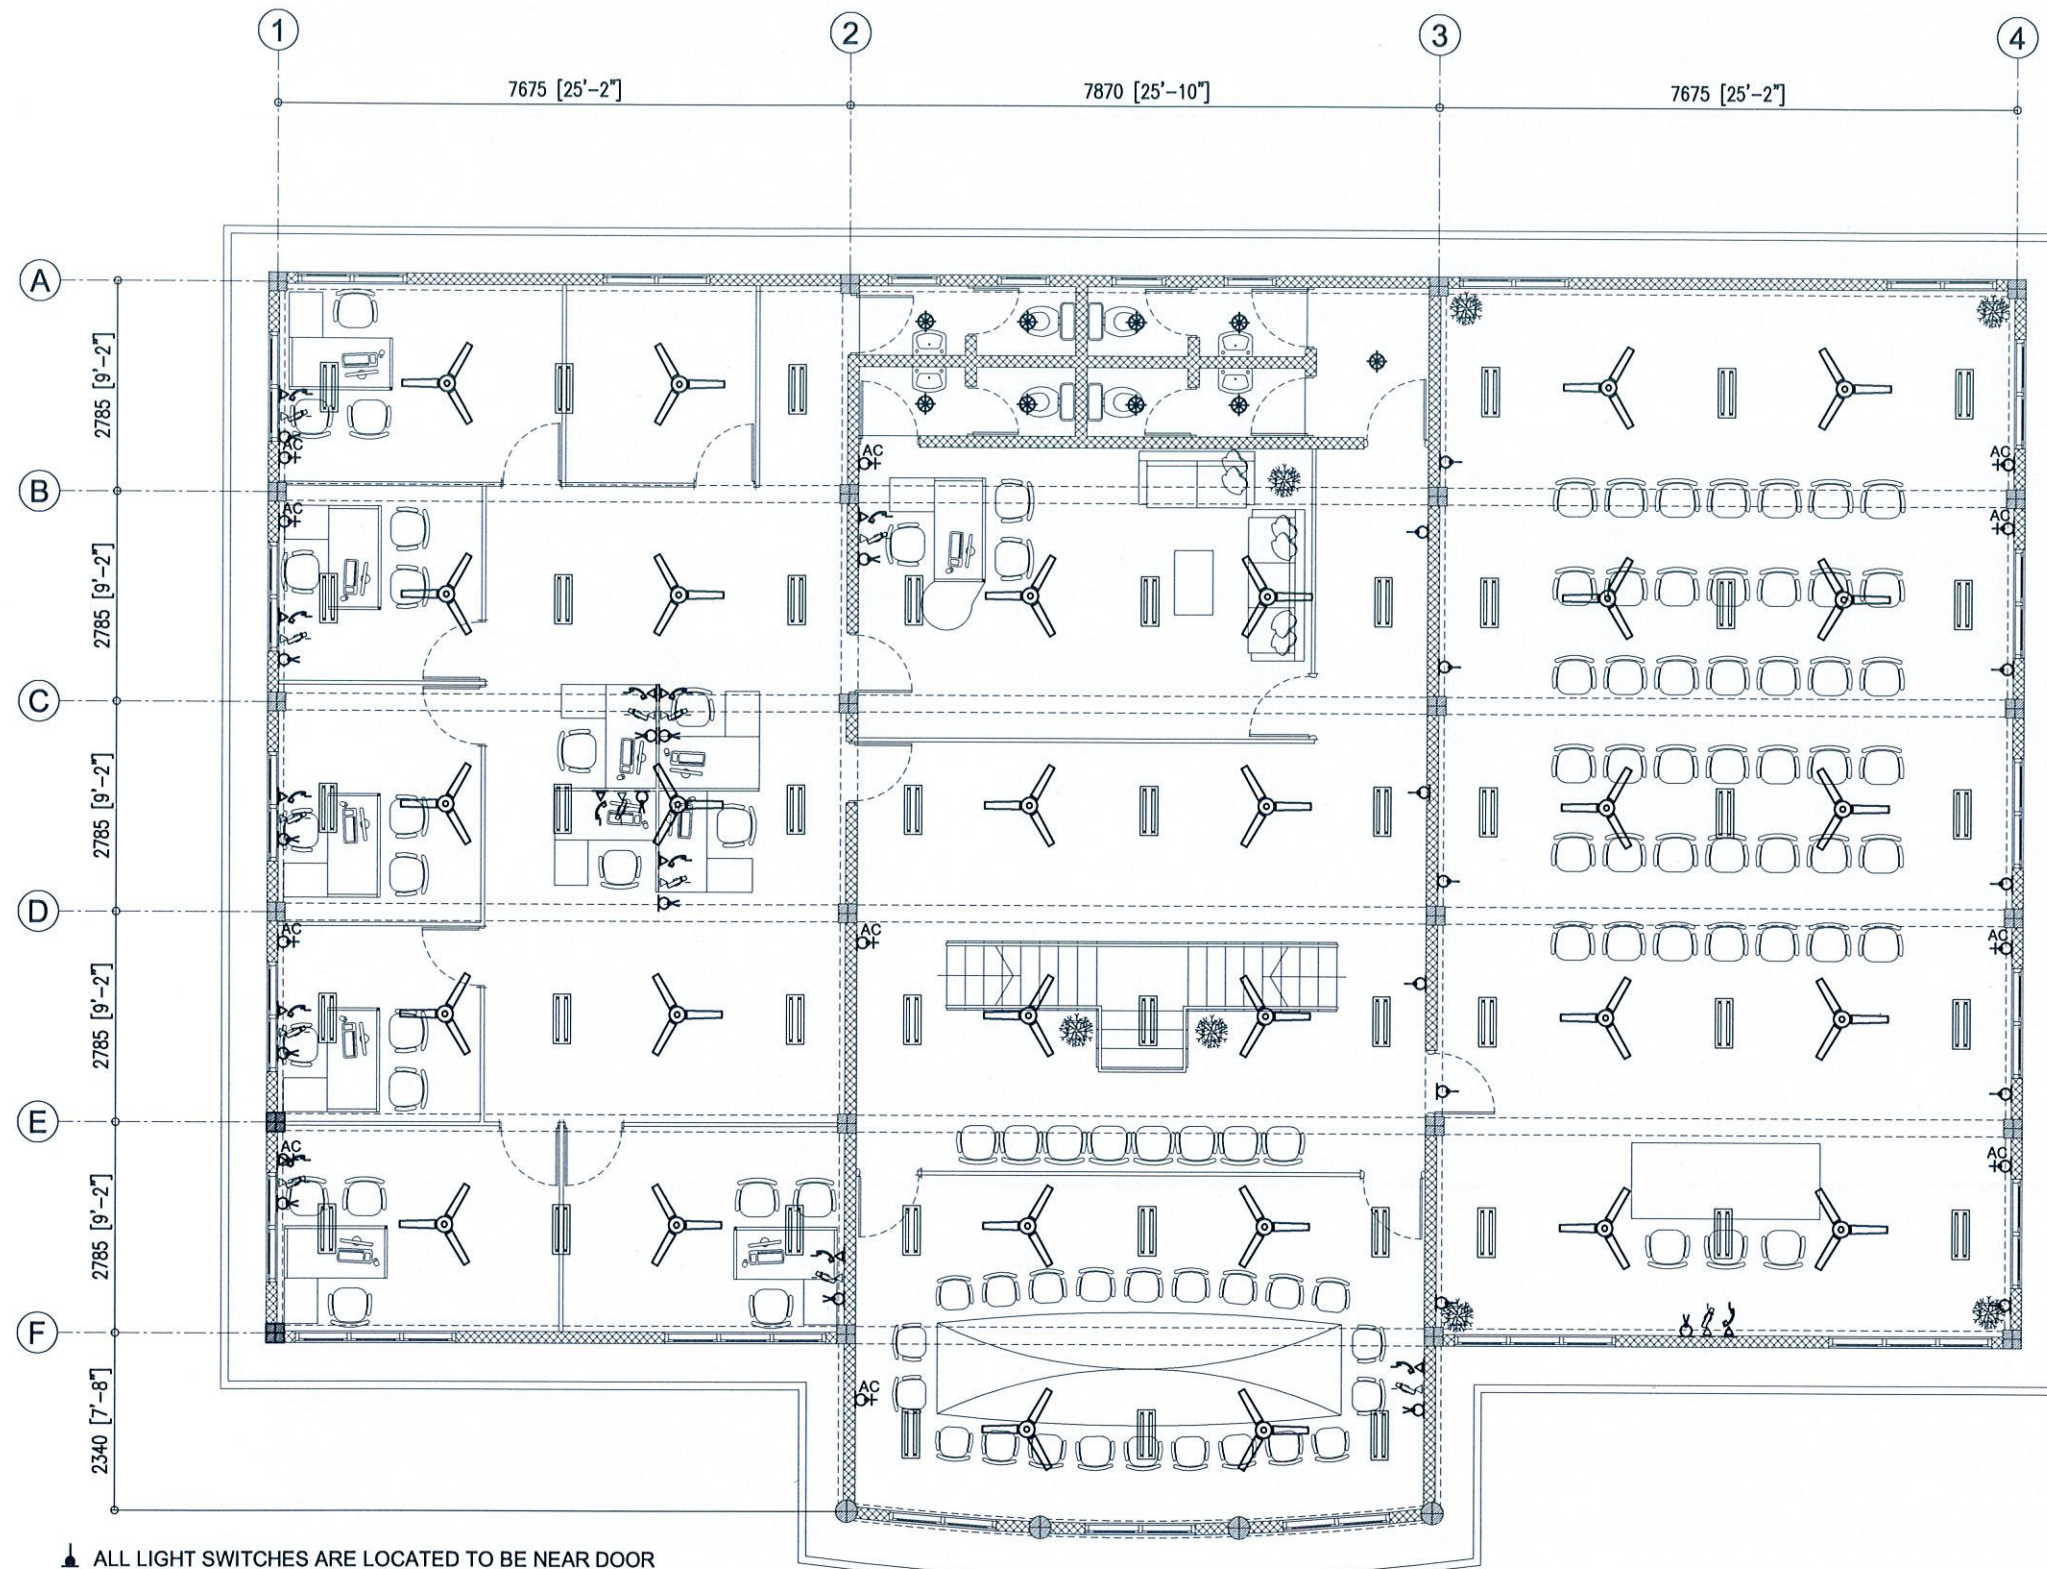 1
2
3
4
7675 [25'-2"]
7870 [25'-10"]
7675 [25'-2"]
A
2785 [9'-2"]
AC
AC
AC
B
AC
AC
2785 [9'-2"]
C
2785 [9'-2"]
D
AC
AC
AC
2785 [9'-2"]
E
AC
AC
2785 [9'-2"]
F
AC
2340 [7'-8"]
ALL LIGHT SWITCHES ARE LOCATED TO BE NEAR DOOR